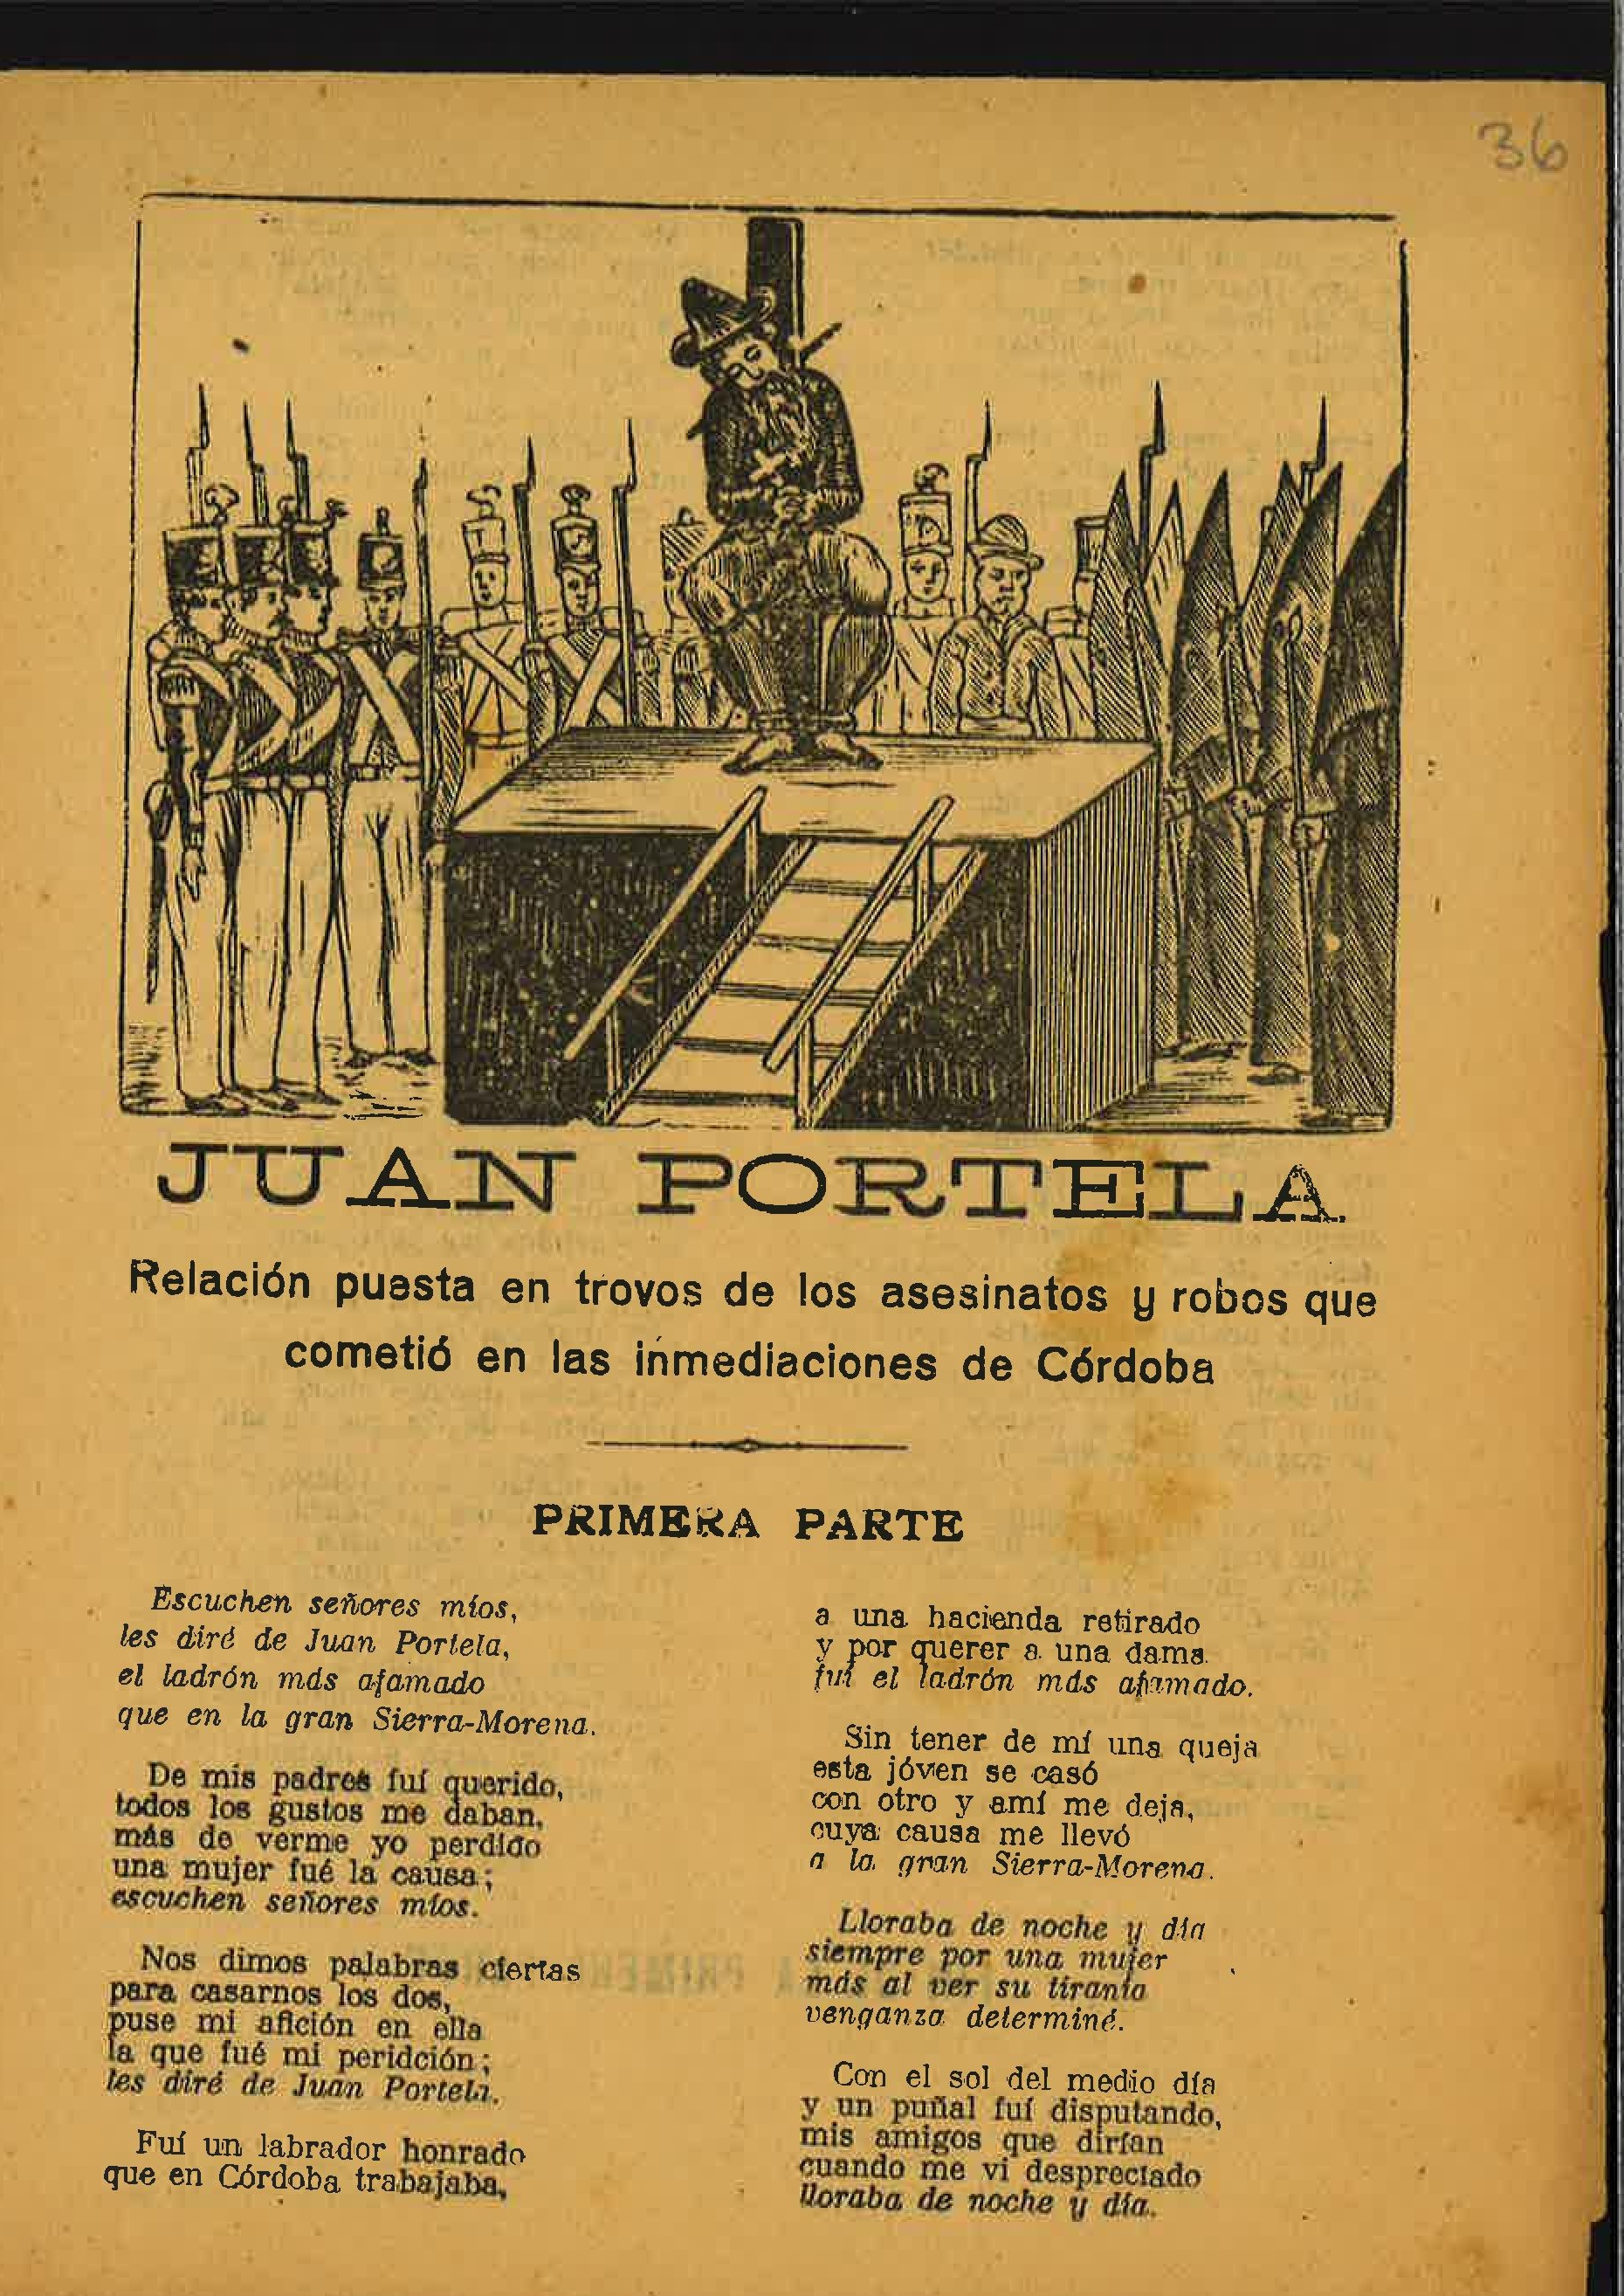 36
JUAN PORTELA
Relación puesta en trovos de los asesinatos y robos que
cometió en las inmediaciones de Córdoba
PRIMERA PARTE
Escuchen señores míos,
les diré de Juan Portela,
el ladrón más afamado
que en la gran Sierra-Morena.
De mis padres fuí querido,
todos los gustos me daban,
más de verme yo perdido
una mujer fué la causa;
escuchen señores míos.
Nos dimos palabras ciertas
para casarnos los dos,
puse mi afición en ella
la que fué mi peridción;
les diré de Juan Portela.
Fuí un labrador honrado
que en Córdoba trabajaba,
a una hacienda retirado
y por querer a una dama
fuí el ladrón más afamado.
Sin tener de mí una queja
esta jóven se casó
con otro y amí me deja,
cuya causa me llevó
a la gran Sierra-Morena.
Lloraba de noche y día
siempre por una mujer
más al ver su tiranía
venganza determiné.
Con el sol del medio día
y un puñal fuí disputando,
mis amigos que dirían
cuando me vi despreciado
lloraba de noche y día.